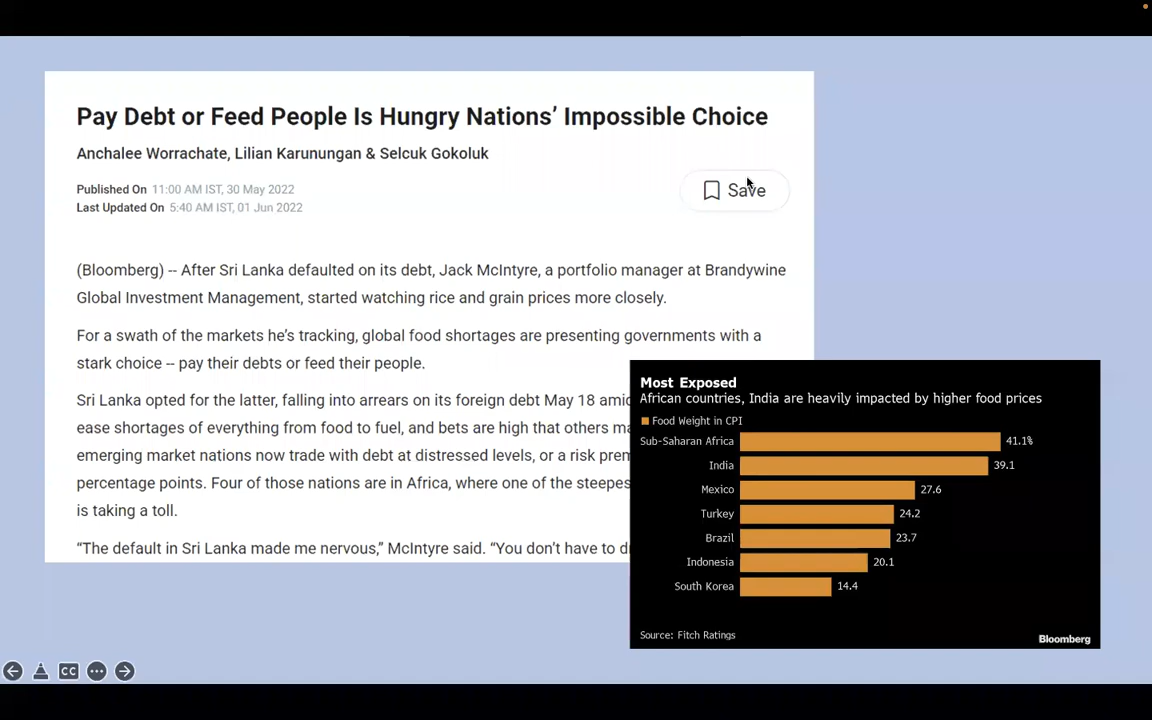 Pay Debt or Feed People Is Hungry Nations’ Impossible Choice
Anchalee Worrachate, Lilian Karunungan & Selcuk Gokoluk
Published On 11:00 AM IST, 30 May 2022
Last Updated On 5:40 AM IST, 01 Jun 2022
Save
(Bloomberg) -- After Sri Lanka defaulted on its debt, Jack McIntyre, a portfolio manager at Brandywine
Global Investment Management, started watching rice and grain prices more closely.
For a swath of the markets he’s tracking, global food shortages are presenting governments with a
stark choice -- pay their debts or feed their people.
Sri Lanka opted for the latter, falling into arrears on its foreign debt May 18 amid
ease shortages of everything from food to fuel, and bets are high that others
emerging market nations now trade with debt at distressed levels, or a risk
percentage points. Four of those nations are in Africa, where one of the
is taking a toll.
“The default in Sri Lanka made me nervous,” McIntyre said. “You don’t have to
Most Exposed
African countries, India are heavily impacted by higher food prices
Food Weight in CPI
Sub-Saharan Africa 41.1%
India 39.1
Mexico 27.6
Turkey 24.2
Brazil 23.7
Indonesia 20.1
South Korea 14.4
Source: Fitch Ratings
Bloomberg
CC